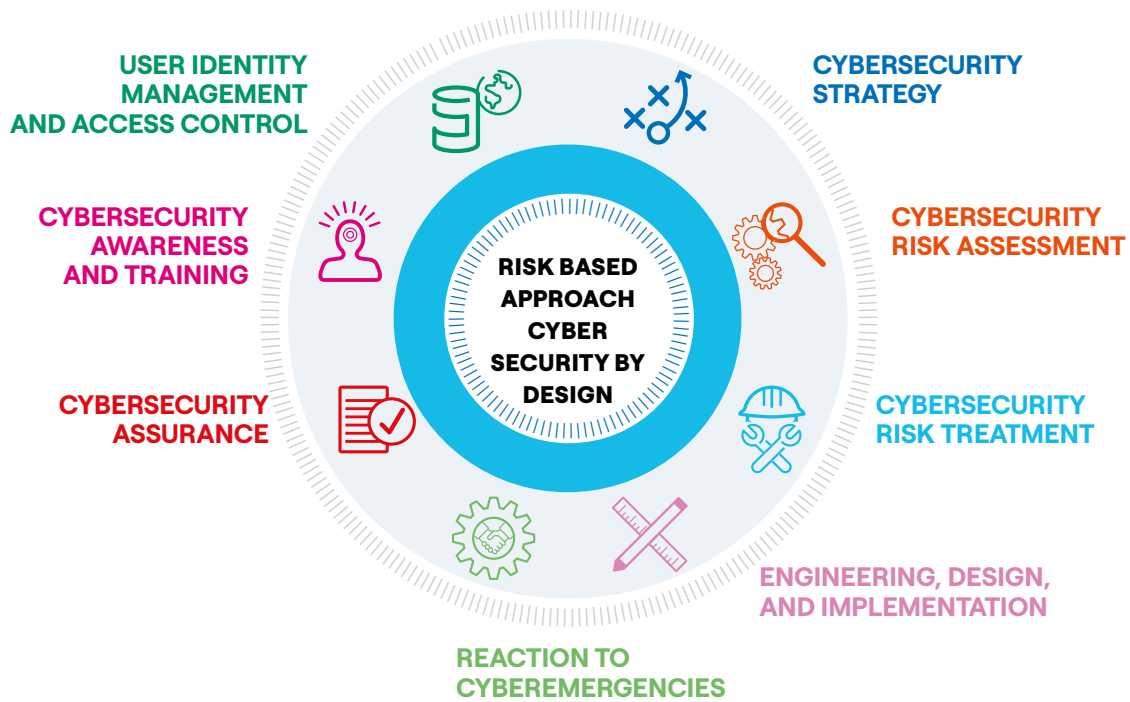 USER IDENTITY
MANAGEMENT
AND ACCESS CONTROL
CYBERSECURITY
STRATEGY
CYBERSECURITY
AWARENESS
AND TRAINING
CYBERSECURITY
RISK ASSESSMENT
RISK BASED
APPROACH
CYBER
SECURITY BY
DESIGN
CYBERSECURITY
ASSURANCE
CYBERSECURITY
RISK TREATMENT
ENGINEERING, DESIGN,
AND IMPLEMENTATION
REACTION TO
CYBEREMERGENCIES